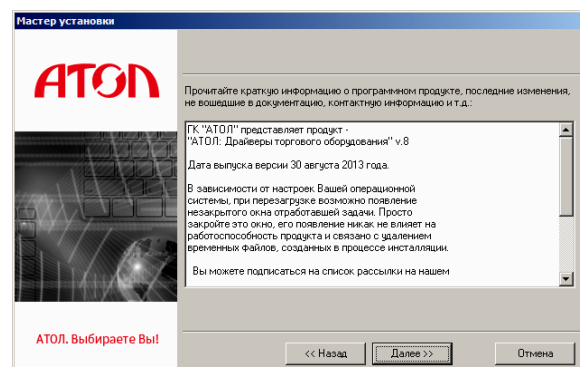 Мастер установки
АТОЛ
Прочитайте краткую информацию о программном продукте, последние изменения,
не вошедшие в документацию, контактную информацию и т.д.:
ГК "АТОЛ" представляет продукт -
"АТОЛ: Драйверы торгового оборудования" v.8
Дата выпуска версии 30 августа 2013 года.
В зависимости от настроек Вашей операционной
системы, при перезагрузке возможно появление
незакрытого окна отработавшей задачи. Просто
закройте это окно, его появление никак не влияет на
работоспособность продукта и связано с удалением
временных файлов, созданных в процессе инсталляции.
Вы можете подписаться на список рассылки на нашем
АТОЛ. Выбираете Вы!
<< Назад
Далее >>
Отмена